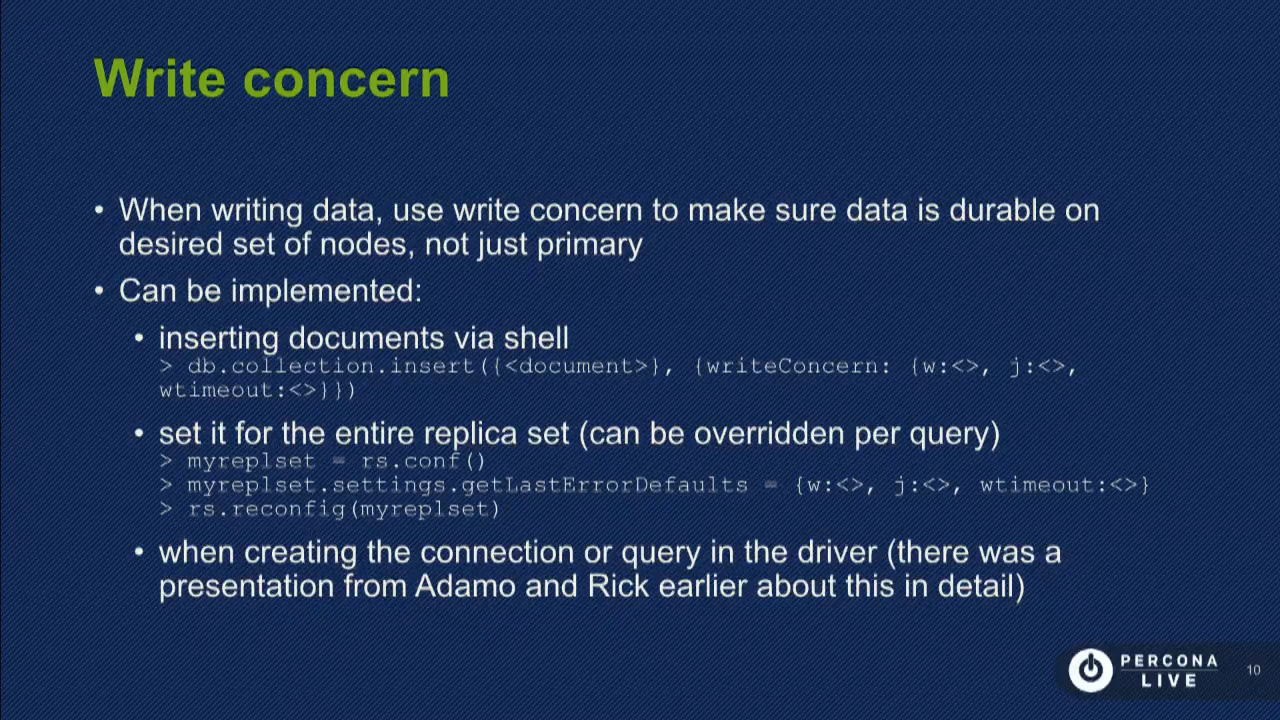 Write concern
• When writing data, use write concern to make sure data is durable on
desired set of nodes, not just primary
• Can be implemented:
• inserting documents via shell
> db.collection.insert({<document>}, {writeConcern: {w:<>, j:<>,
wtimeout:<>}})
• set it for the entire replica set (can be overridden per query)
> myreplset = rs.conf()
> myreplset.settings.getLastErrorDefaults = {w:<>, j:<>, wtimeout:<>}
> rs.reconfig(myreplset)
• when creating the connection or query in the driver (there was a
presentation from Adamo and Rick earlier about this in detail)
PERCONA
LIVE
10